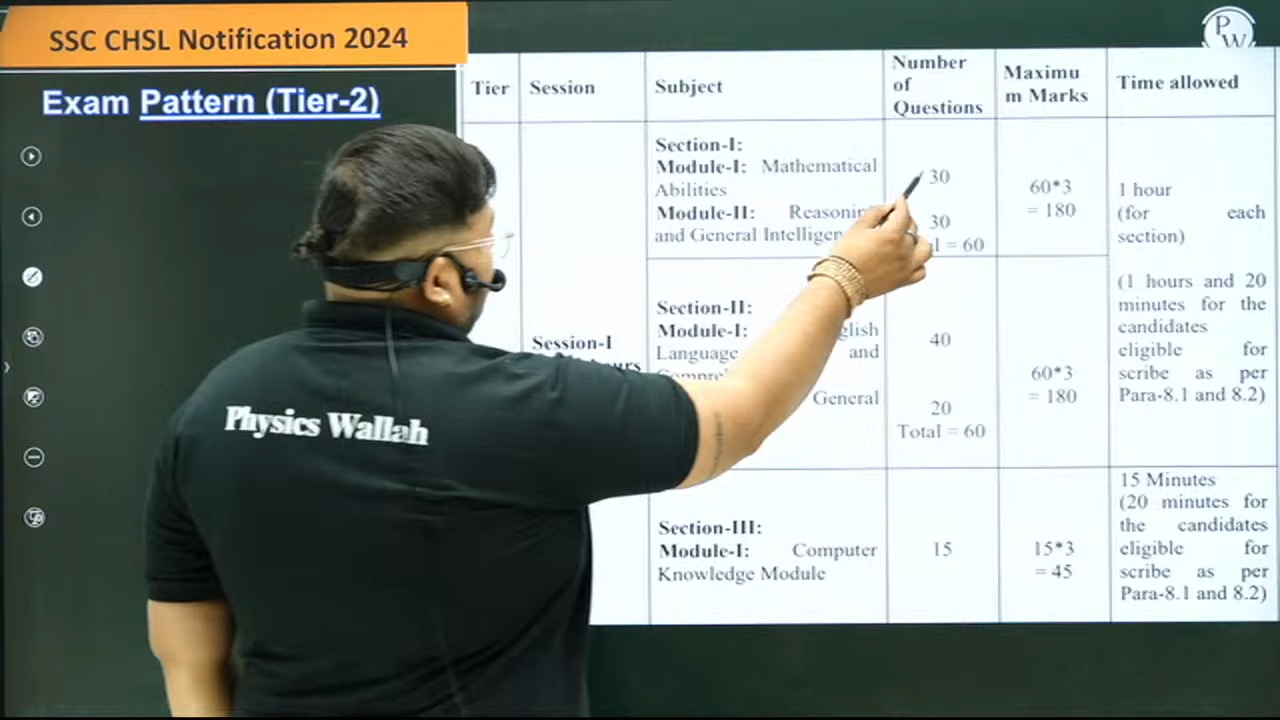 SSC CHSL Notification 2024
PW
Exam Pattern (Tier-2)
Tier
Session
Subject
Number
of
Questions
Maximu
m Marks
Time allowed
Section-I:
Module-I: Mathematical
Abilities
Module-II:
and General
30
30
= 60
60*3
= 180
1 hour
(for each
section)
Session-I
Section-II:
Module-I:
Language and
General
40
20
Total = 60
60*3
= 180
(1 hours and 20
minutes for the
candidates
eligible for
scribe as per
Para-8.1 and 8.2)
Section-III:
Module-I: Computer
Knowledge Module
15
15*3
= 45
15 Minutes
(20 minutes for
the candidates
eligible for
scribe as per
Para-8.1 and 8.2)
Physics Wallah